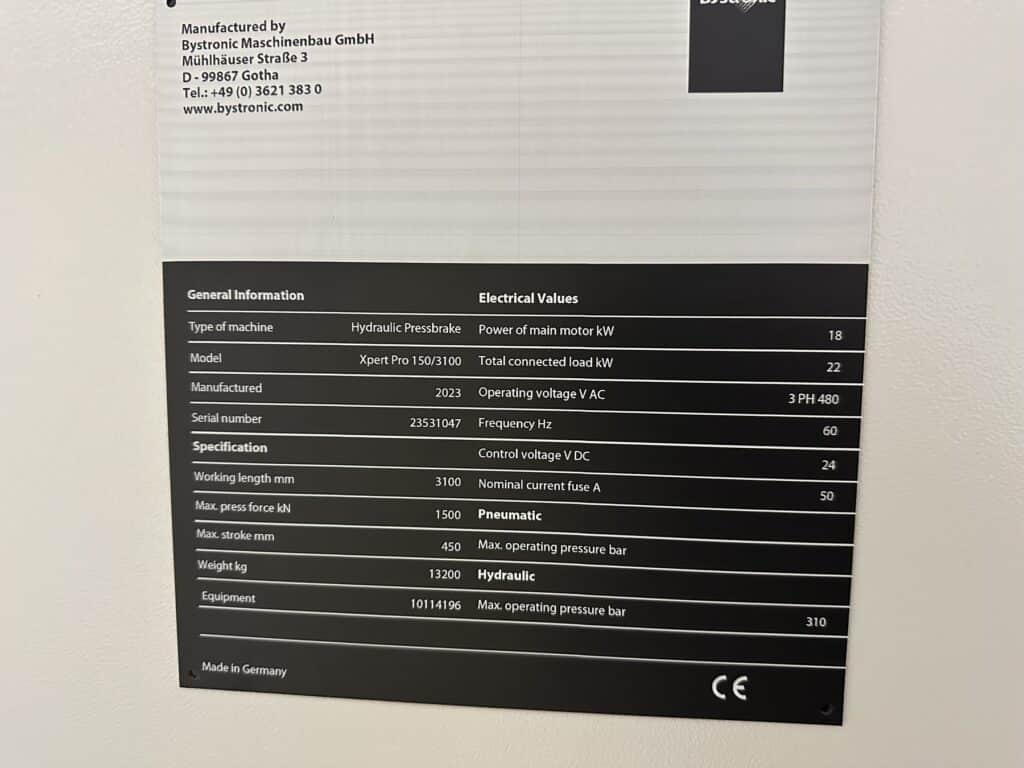 Manufactured by
Bystronic Maschinenbau GmbH
Mühlhäuser Straße 3
D - 99867 Gotha
Tel.: +49 (0) 3621 383 0
www.bystronic.com
General Information
Type of machine Hydraulic Pressbrake
Model Xpert Pro 150/3100
Manufactured 2023
Serial number 23531047
Specification
Working length mm 3100
Max. press force kN 1500
Max. stroke mm 450
Weight kg 13200
Equipment 10114196
Made in Germany
Electrical Values
Power of main motor kW 18
Total connected load kW 22
Operating voltage V AC 3 PH 480
Frequency Hz 60
Control voltage V DC 24
Nominal current fuse A 50
Pneumatic
Max. operating pressure bar
Hydraulic
Max. operating pressure bar 310
CE